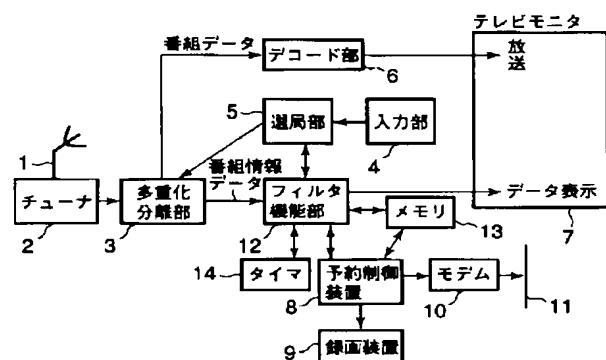 テレビモニタ
番組データ
デコード部
放送
6
5
選局部
入力部
4
1
番組情報
データ
チューナ
多重化
分離部
フィルタ
機能部
データ表示
2
3
12
メモリ
13
7
14
タイマ
予約制御
装置
8
モデム
10
11
9
録画装置